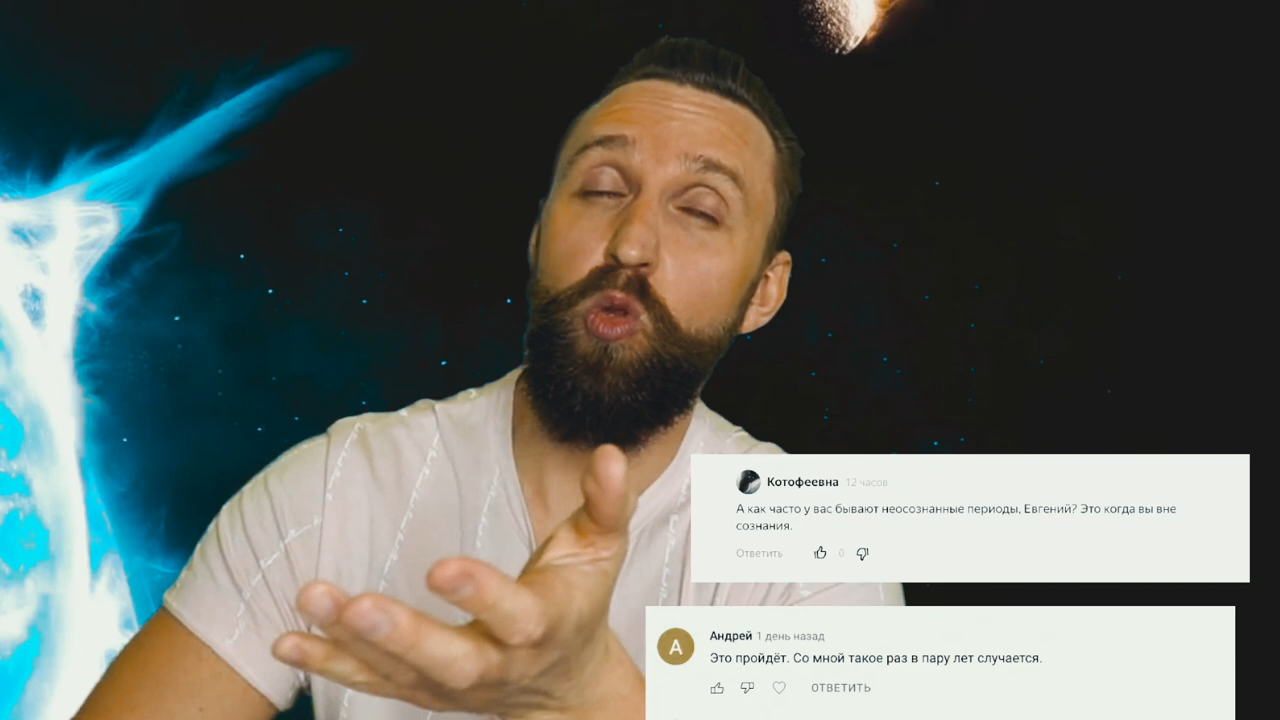 Котофеевна 12 часов
А как часто у вас бывают неосознанные периоды, Евгений? Это когда вы вне
сознания.
Ответить 0
А
Андрей 1 день назад
Это пройдёт. Со мной такое раз в пару лет случается.
ОТВЕТИТЬ